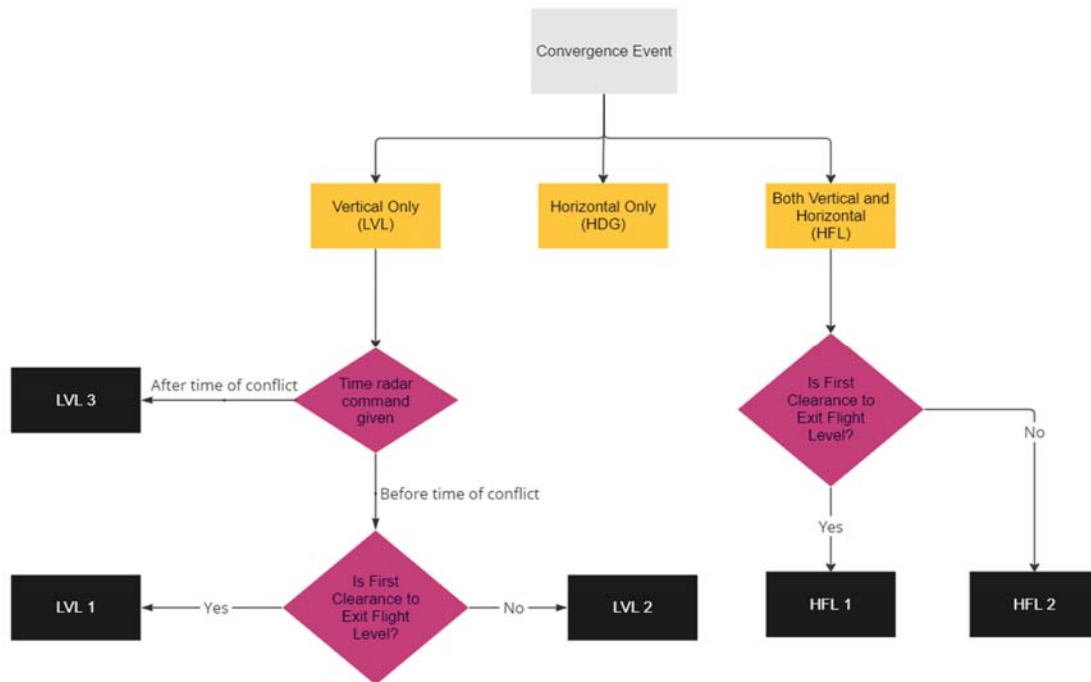 Convergence Event
Vertical Only
(LVL)
Horizontal Only
(HDG)
Both Vertical and
Horizontal
(HFL)
LVL 3
After time of conflict
Time radar
command
given
Is First
Clearance to
Exit Flight
Level?
No
Before time of conflict
Yes
LVL 1
Yes
Is First
Clearance to
Exit Flight
Level?
No
LVL 2
HFL 1
HFL 2